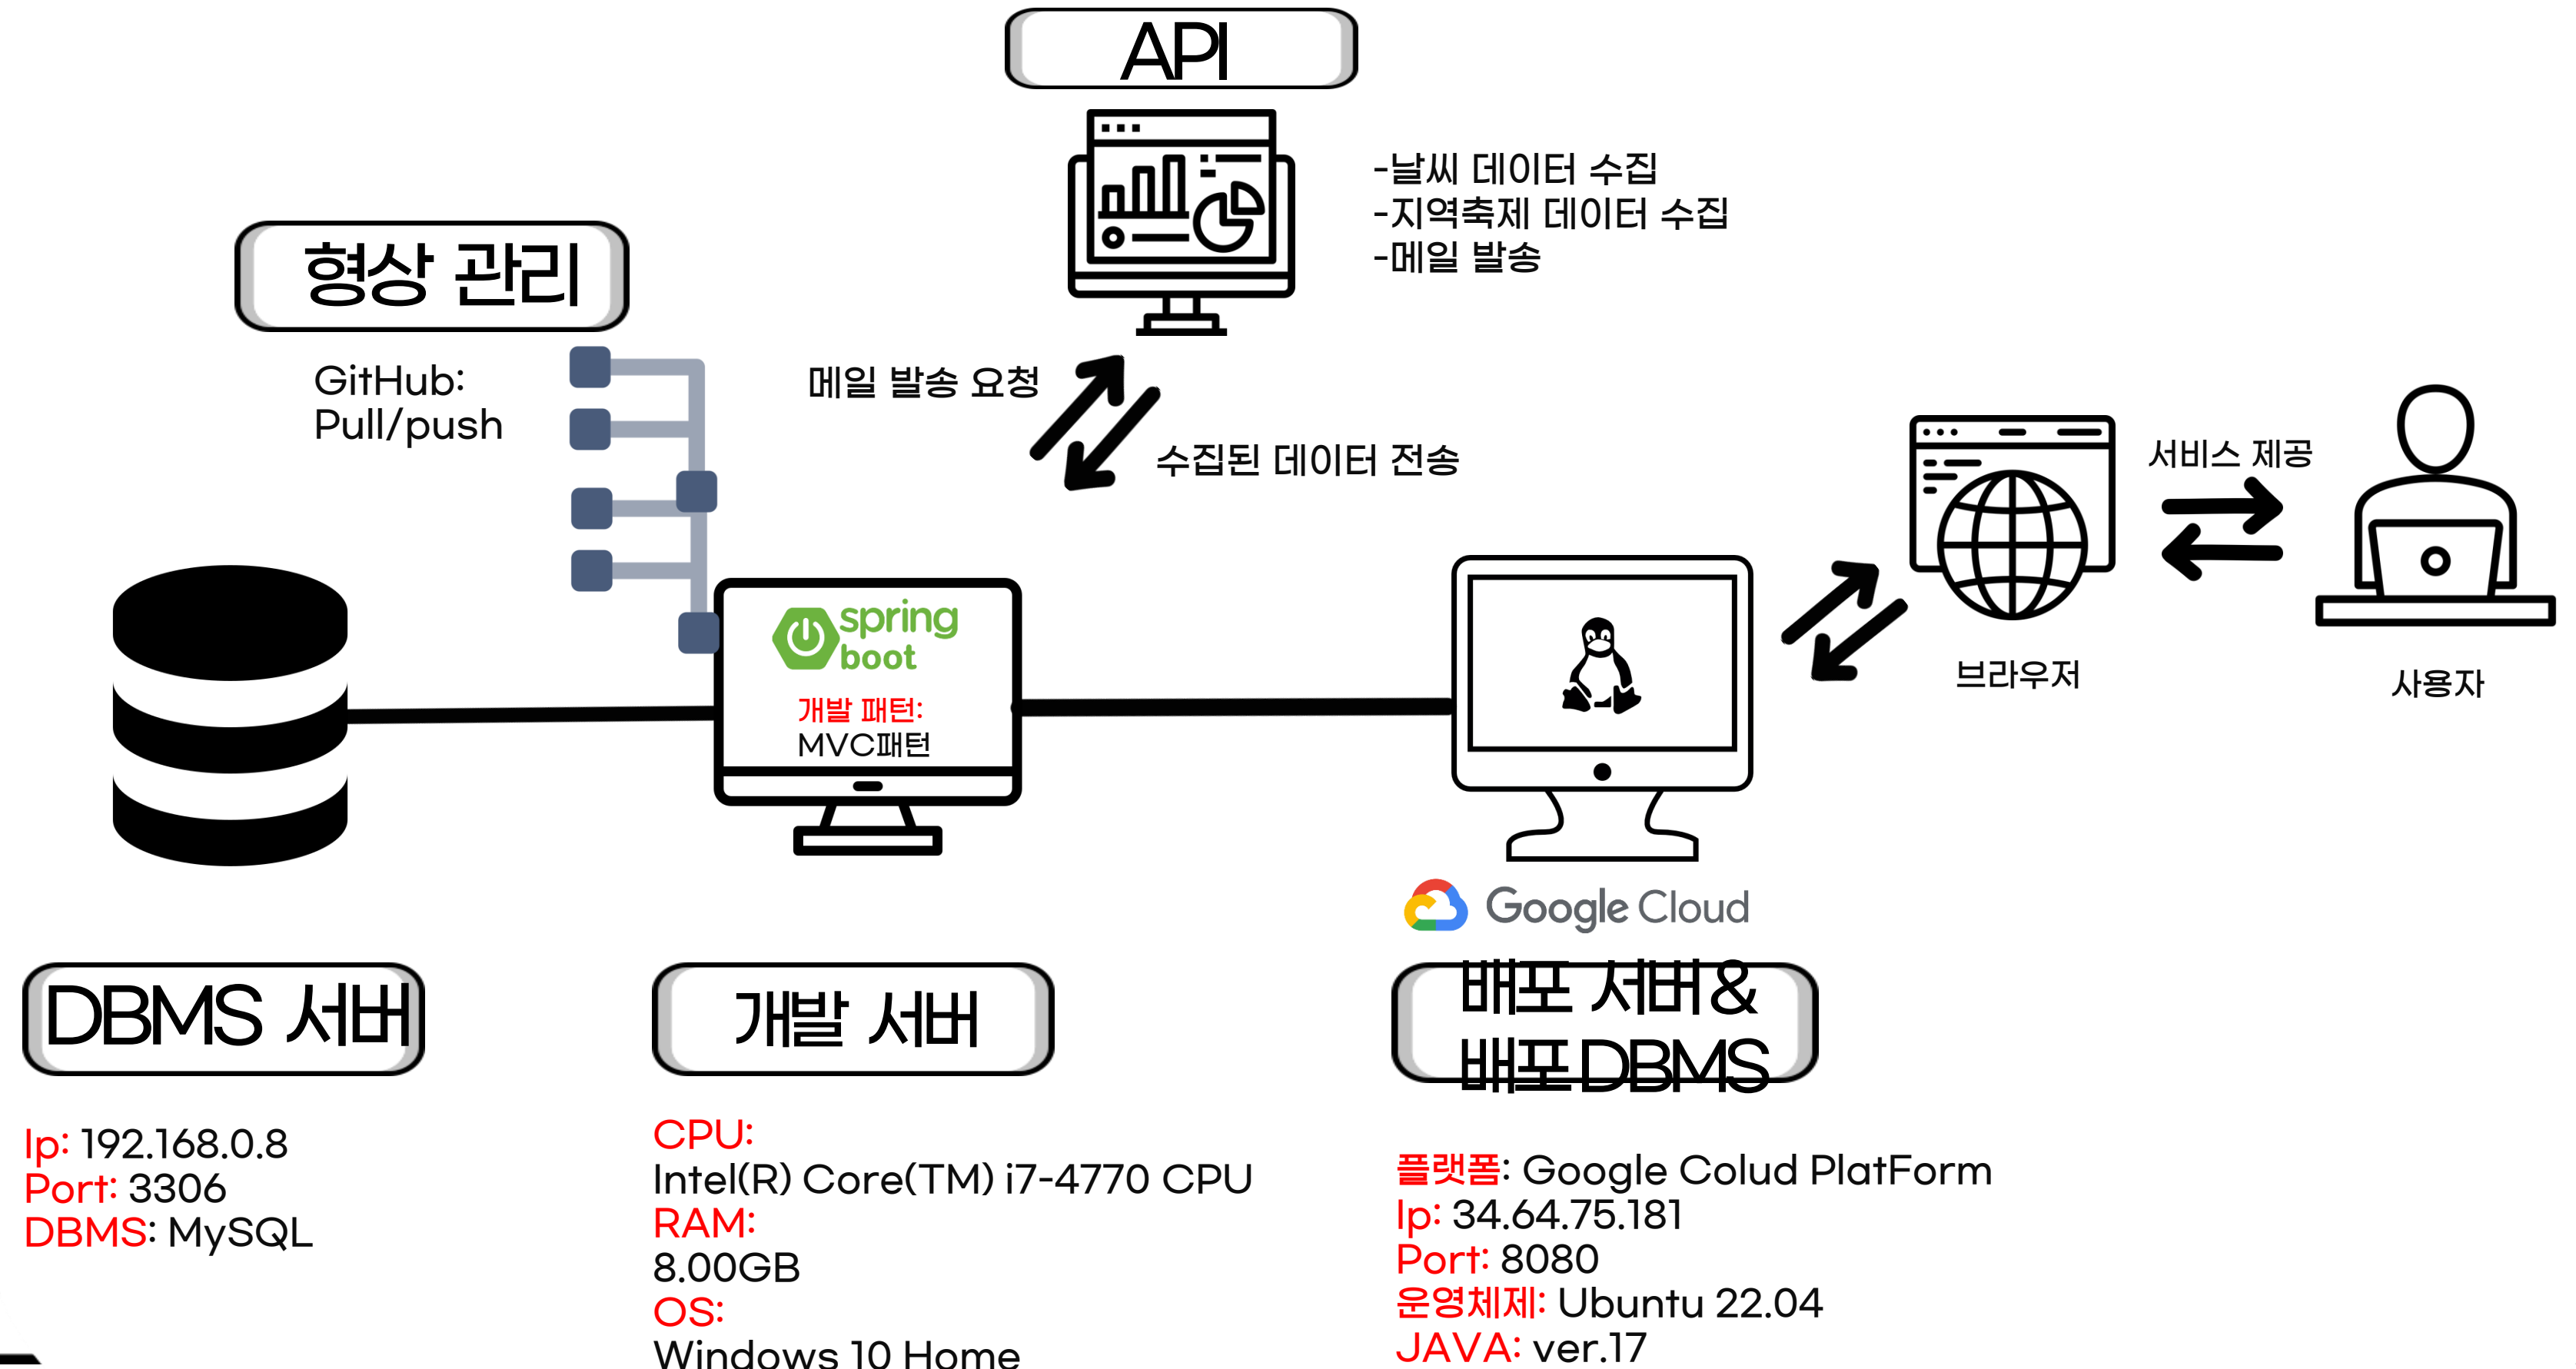 API
-날씨 데이터 수집
-지역축제 데이터 수집
-메일 발송
형상 관리
GitHub:
Pull/push
메일 발송 요청
수집된 데이터 전송
서비스 제공
브라우저
사용자
spring
boot
개발 패턴:
MVC패턴
Google Cloud
DBMS 서버
Ip: 192.168.0.8
Port: 3306
DBMS: MySQL
개발 서버
CPU:
Intel(R) Core(TM) i7-4770 CPU
RAM:
8.00GB
OS:
Windows 10 Home
배포 서버&
배포DBMS
플랫폼: Google Colud PlatForm
Ip: 34.64.75.181
Port: 8080
운영체제: Ubuntu 22.04
JAVA: ver.17